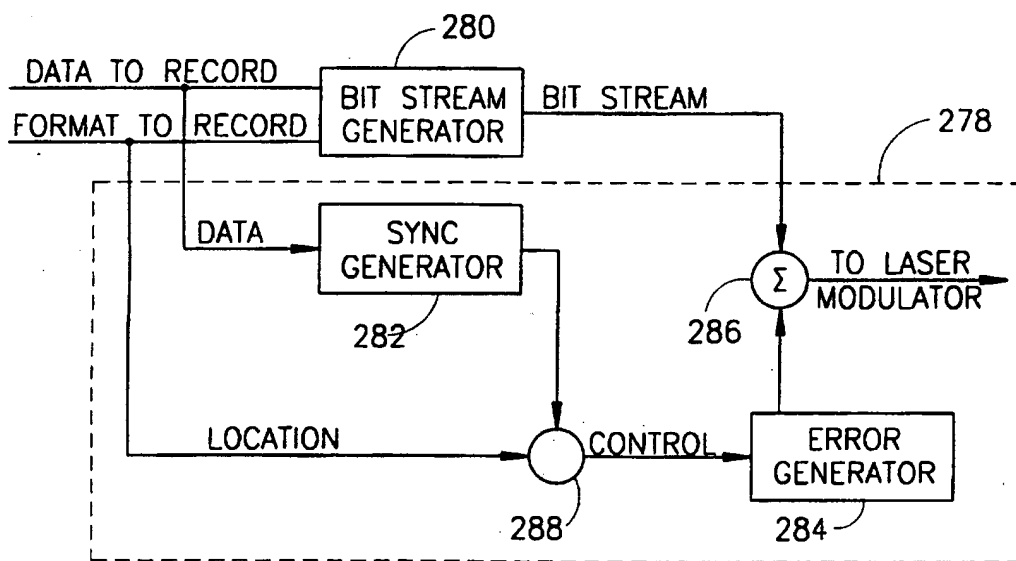 280
DATA TO RECORD
BIT STREAM
GENERATOR
BIT STREAM
FORMAT TO RECORD
278
DATA
SYNC
GENERATOR
282
Σ
TO LASER
MODULATOR
286
LOCATION
CONTROL
288
ERROR
GENERATOR
284